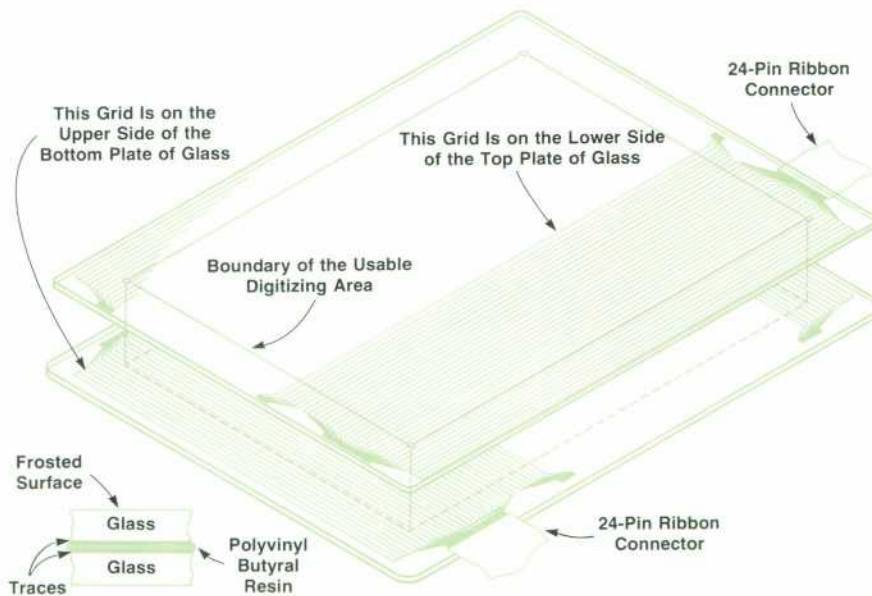 24-Pin Ribbon
Connector
This Grid Is on the
Upper Side of the
Bottom Plate of Glass
This Grid Is on the Lower Side
of the Top Plate of Glass
Boundary of the Usable
Digitizing Area
Frosted
Surface
Glass
Glass
Traces
Polyvinyl
Butyral
Resin
24-Pin Ribbon
Connector